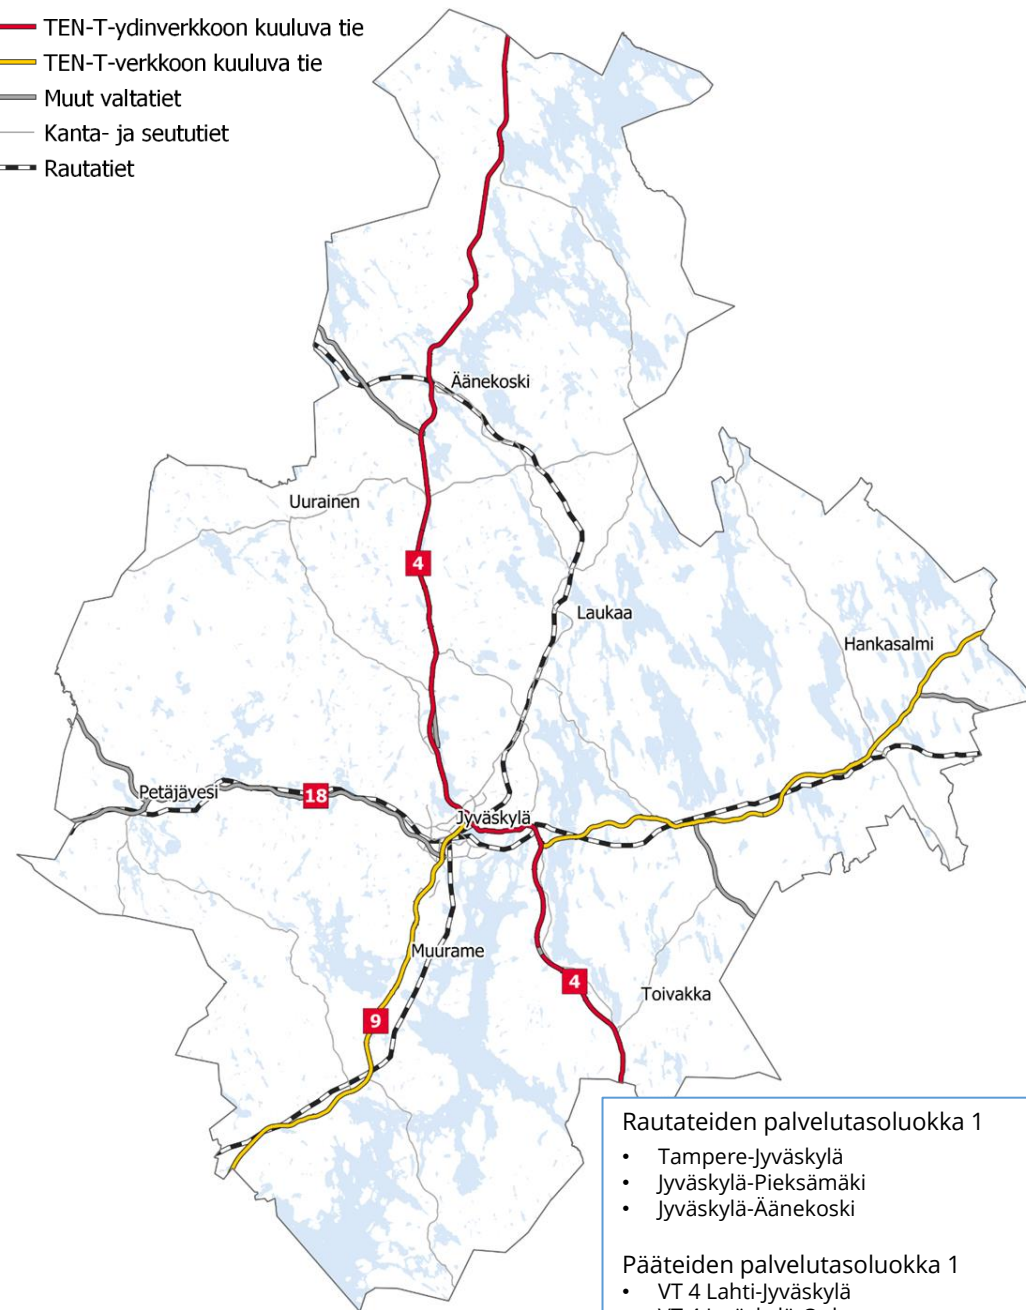 TEN-T-ydinverkkoon kuuluva tie
TEN-T-verkkoon kuuluva tie
Muut valtatiet
Kanta- ja seututiet
Rautatiet
Äänekoski
Uurainen
4
Laukaa
Hankasalmi
Petäjävesi
18
Jyväskylä
Muurame
4
Toivakka
9
Rautateiden palvelutasoluokka 1
• Tampere-Jyväskylä
• Jyväskylä-Pieksämäki
• Jyväskylä-Äänekoski
Pääteiden palvelutasoluokka 1
• VT 4 Lahti-Jyväskylä